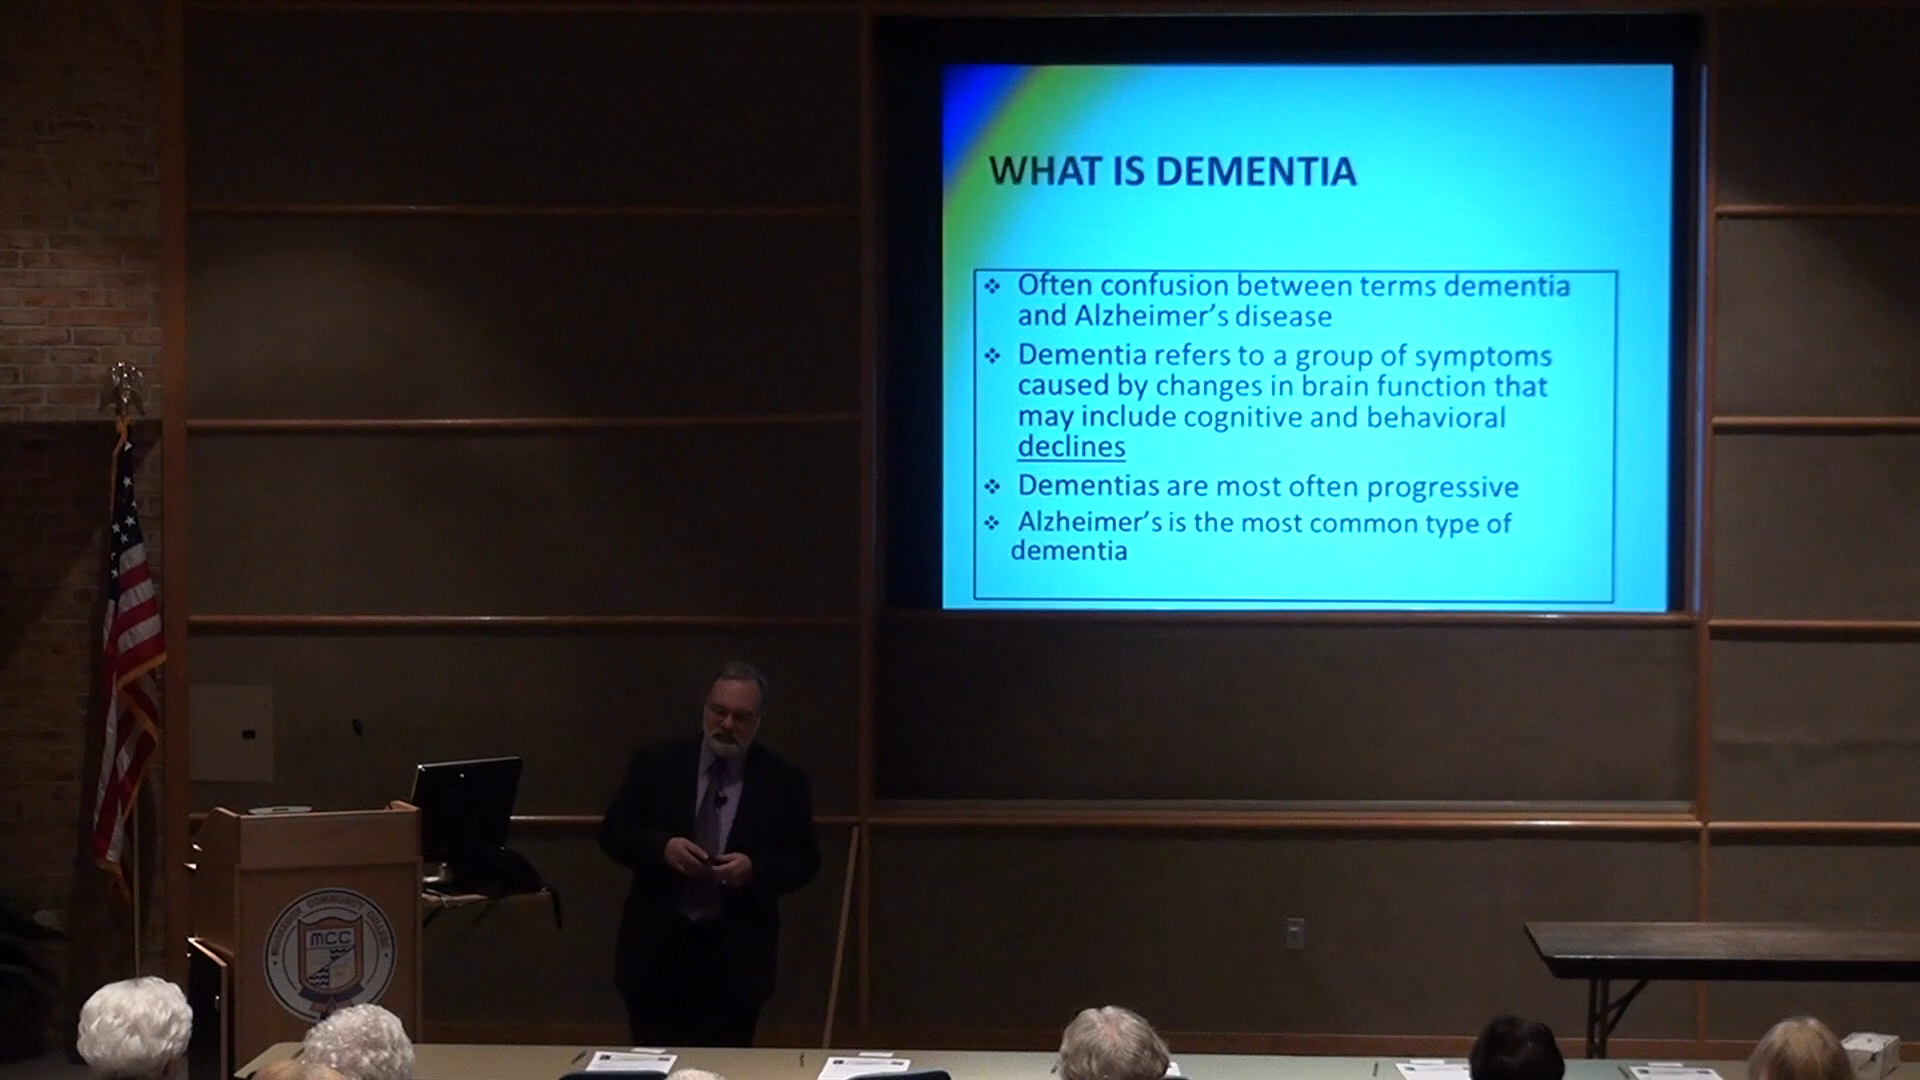 WHAT IS DEMENTIA
❖ Often confusion between terms dementia
and Alzheimer's disease
❖ Dementia refers to a group of symptoms
caused by changes in brain function that
may include cognitive and behavioral
declines
❖ Dementias are most often progressive
❖ Alzheimer's is the most common type of
dementia
COMMUNITY COLLEGE
MCC